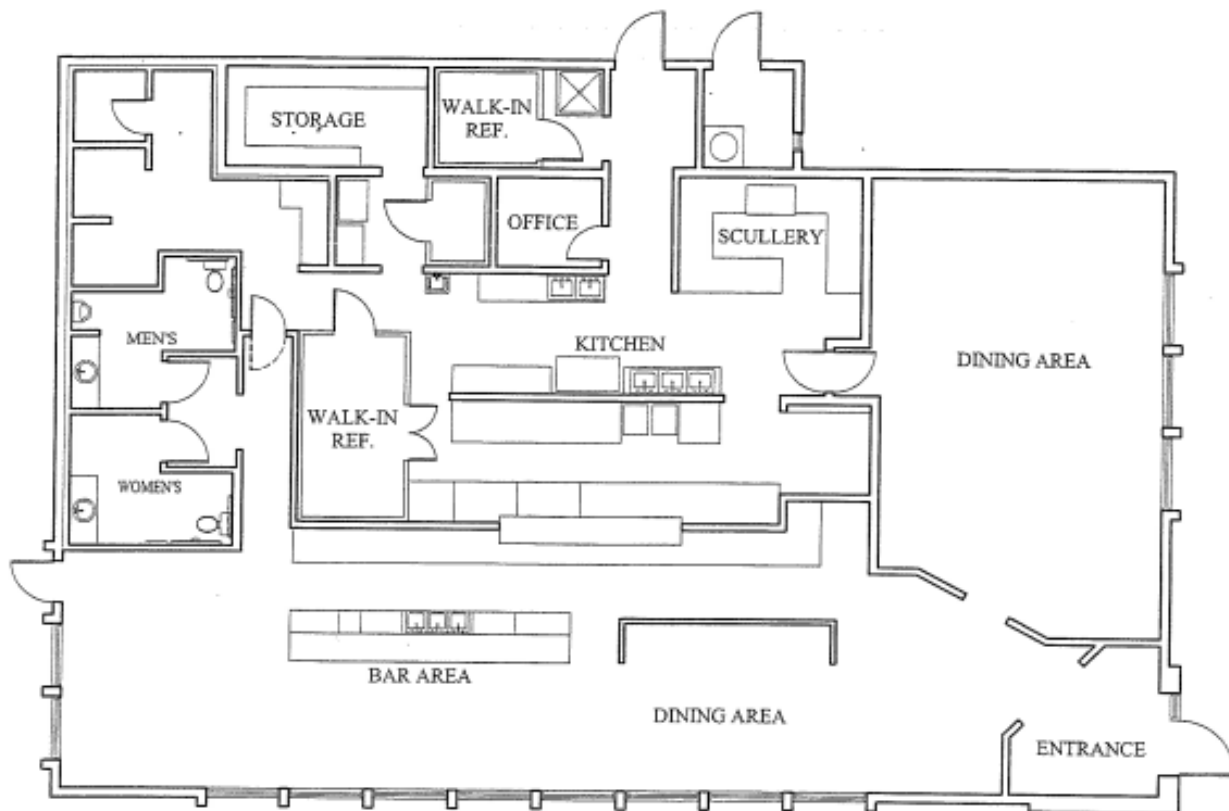 STORAGE
WALK-IN
REF.
OFFICE
SCULLERY
MEN'S
KITCHEN
DINING AREA
WALK-IN
REF.
WOMEN'S
BAR AREA
DINING AREA
ENTRANCE